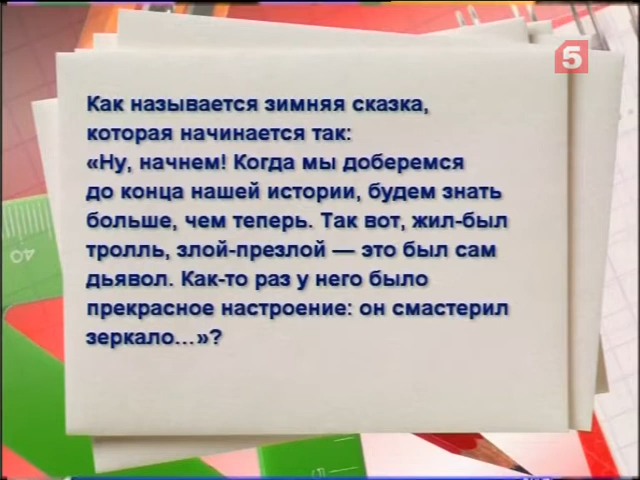 5
Как называется зимняя сказка,
которая начинается так:
«Ну, начнем! Когда мы доберемся
до конца нашей истории, будем знать
больше, чем теперь. Так вот, жил-был
тролль, злой-презлой — это был сам
дьявол. Как-то раз у него было
прекрасное настроение: он смастерил
зеркало...»?
40